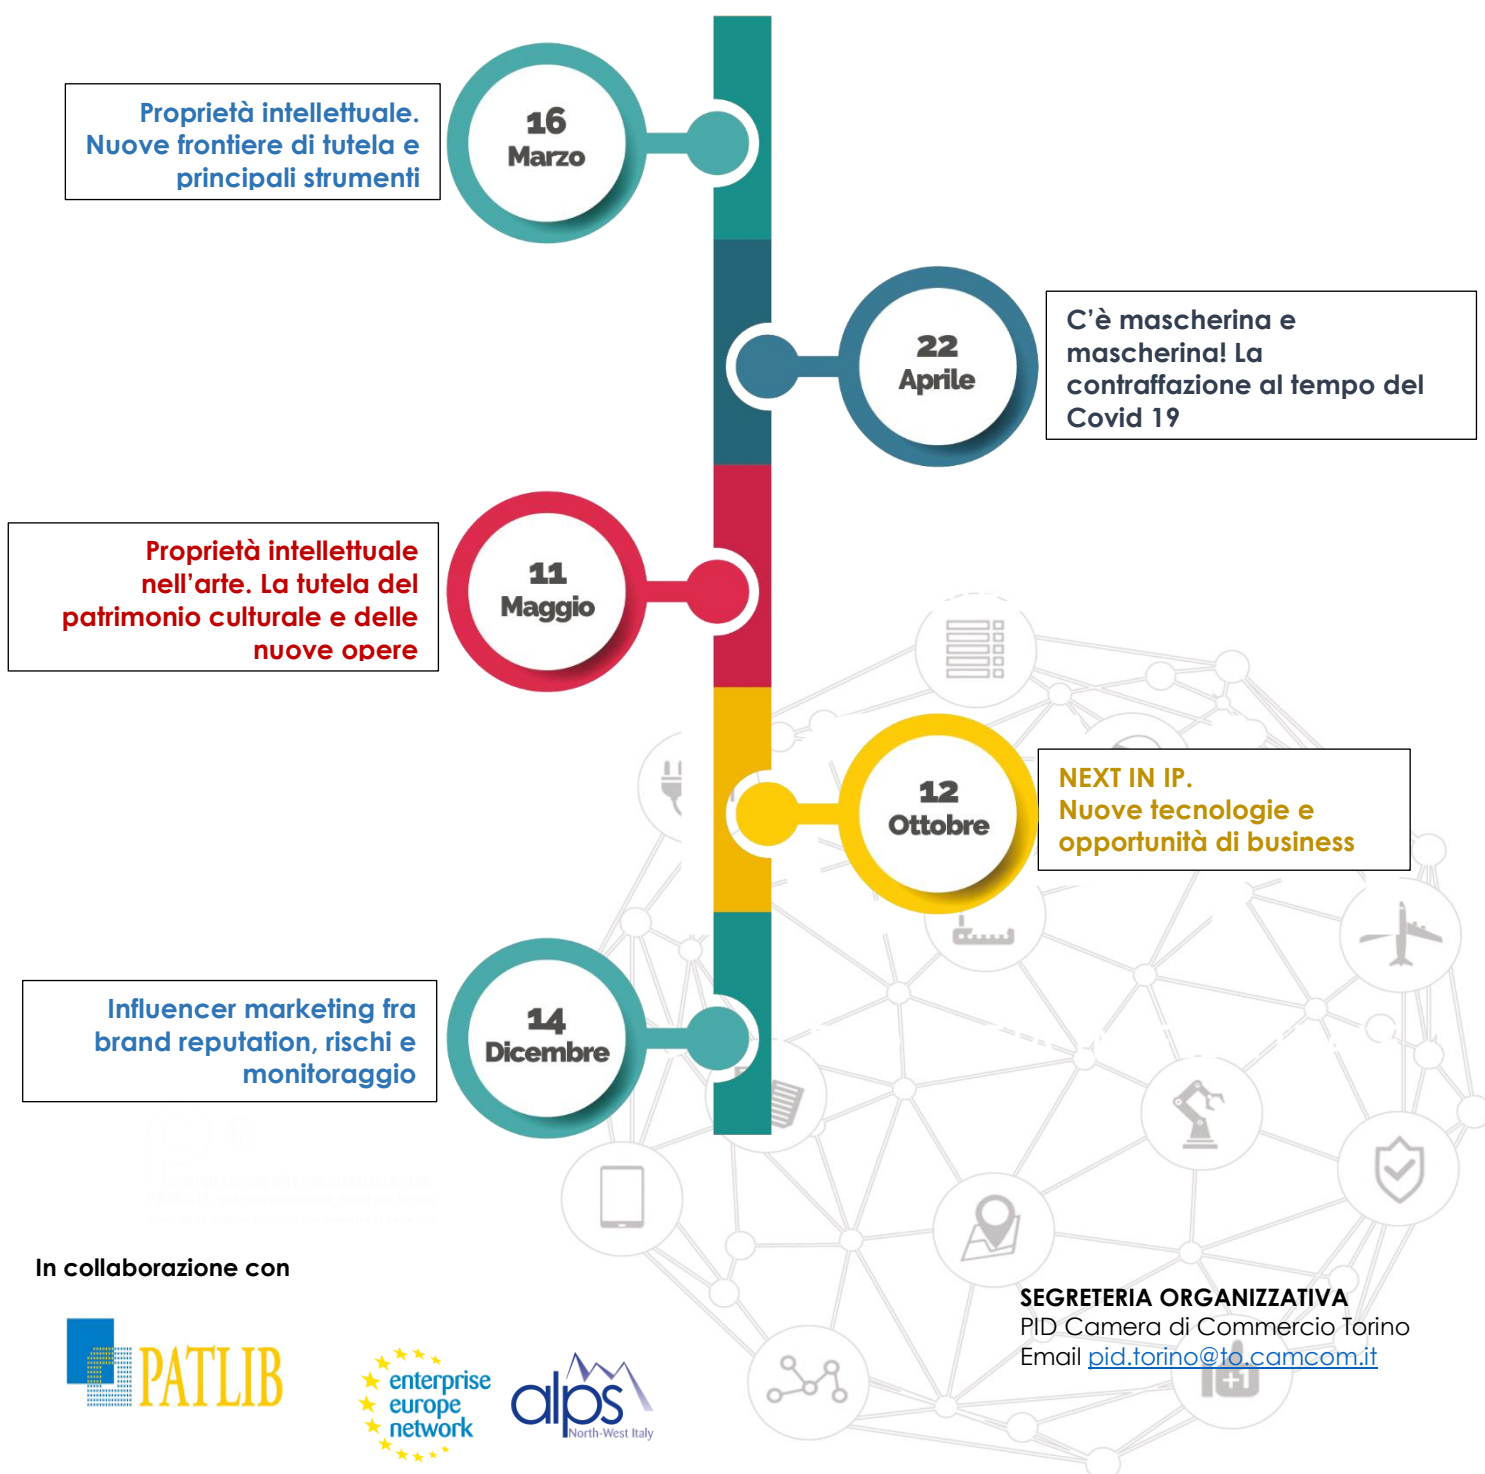 Proprietà intellettuale.
Nuove frontiere di tutela e
principali strumenti
16
Marzo
22
Aprile
C’è mascherina e
mascherina! La
contraffazione al tempo del
Covid 19
Proprietà intellettuale
nell’arte. La tutela del
patrimonio culturale e delle
nuove opere
11
Maggio
12
Ottobre
NEXT IN IP.
Nuove tecnologie e
opportunità di business
Influencer marketing fra
brand reputation, rischi e
monitoraggio
14
Dicembre
In collaborazione con
PATLIB
enterprise
europe
network
alps
North-West Italy
SEGRETERIA ORGANIZZATIVA
PID Camera di Commercio Torino
Email pid.torino@to.camcom.it
+1